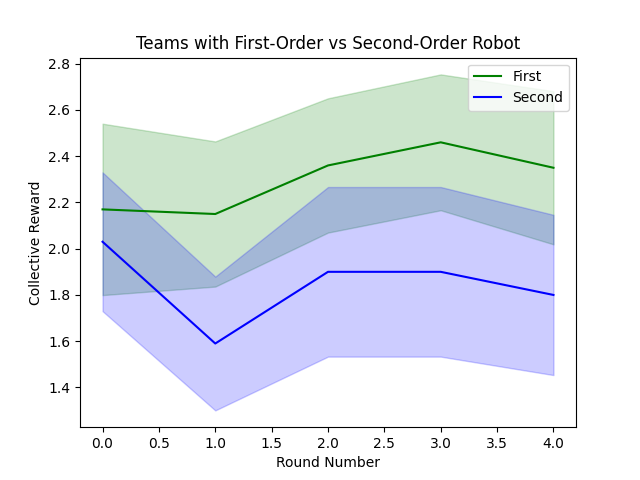 Teams with First-Order vs Second-Order Robot
2.8
2.6
2.4
2.2
2.0
1.8
1.6
1.4
Collective Reward
First
Second
0.0 0.5 1.0 1.5 2.0 2.5 3.0 3.5 4.0
Round Number